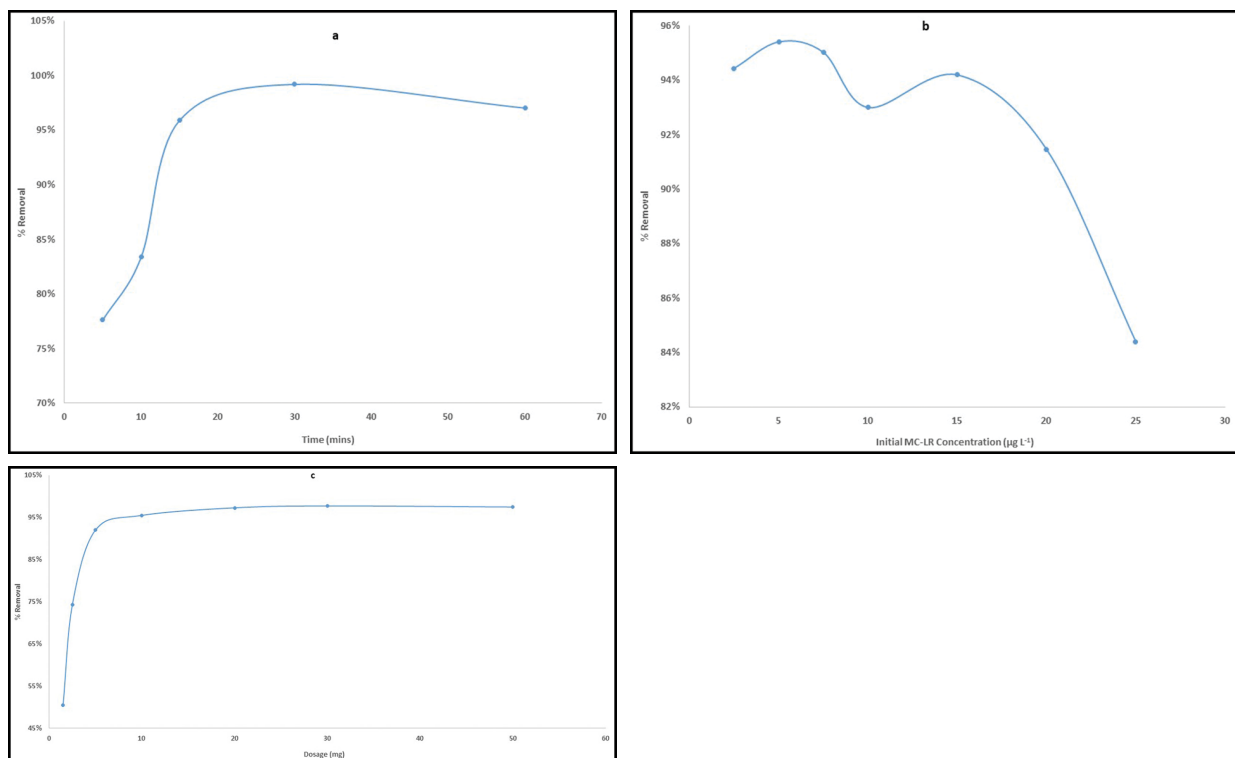 a
105%
100%
95%
90%
85%
80%
75%
70%
% Removal
0 10 20 30 40 50 60 70
Time (mins)
b
96%
94%
92%
90%
88%
86%
84%
82%
% Removal
0 5 10 15 20 25 30
Initial MC-LR Concentration (µg L⁻¹)
c
105%
95%
85%
75%
65%
55%
45%
% Removal
0 10 20 30 40 50 60
Dosage (mg)